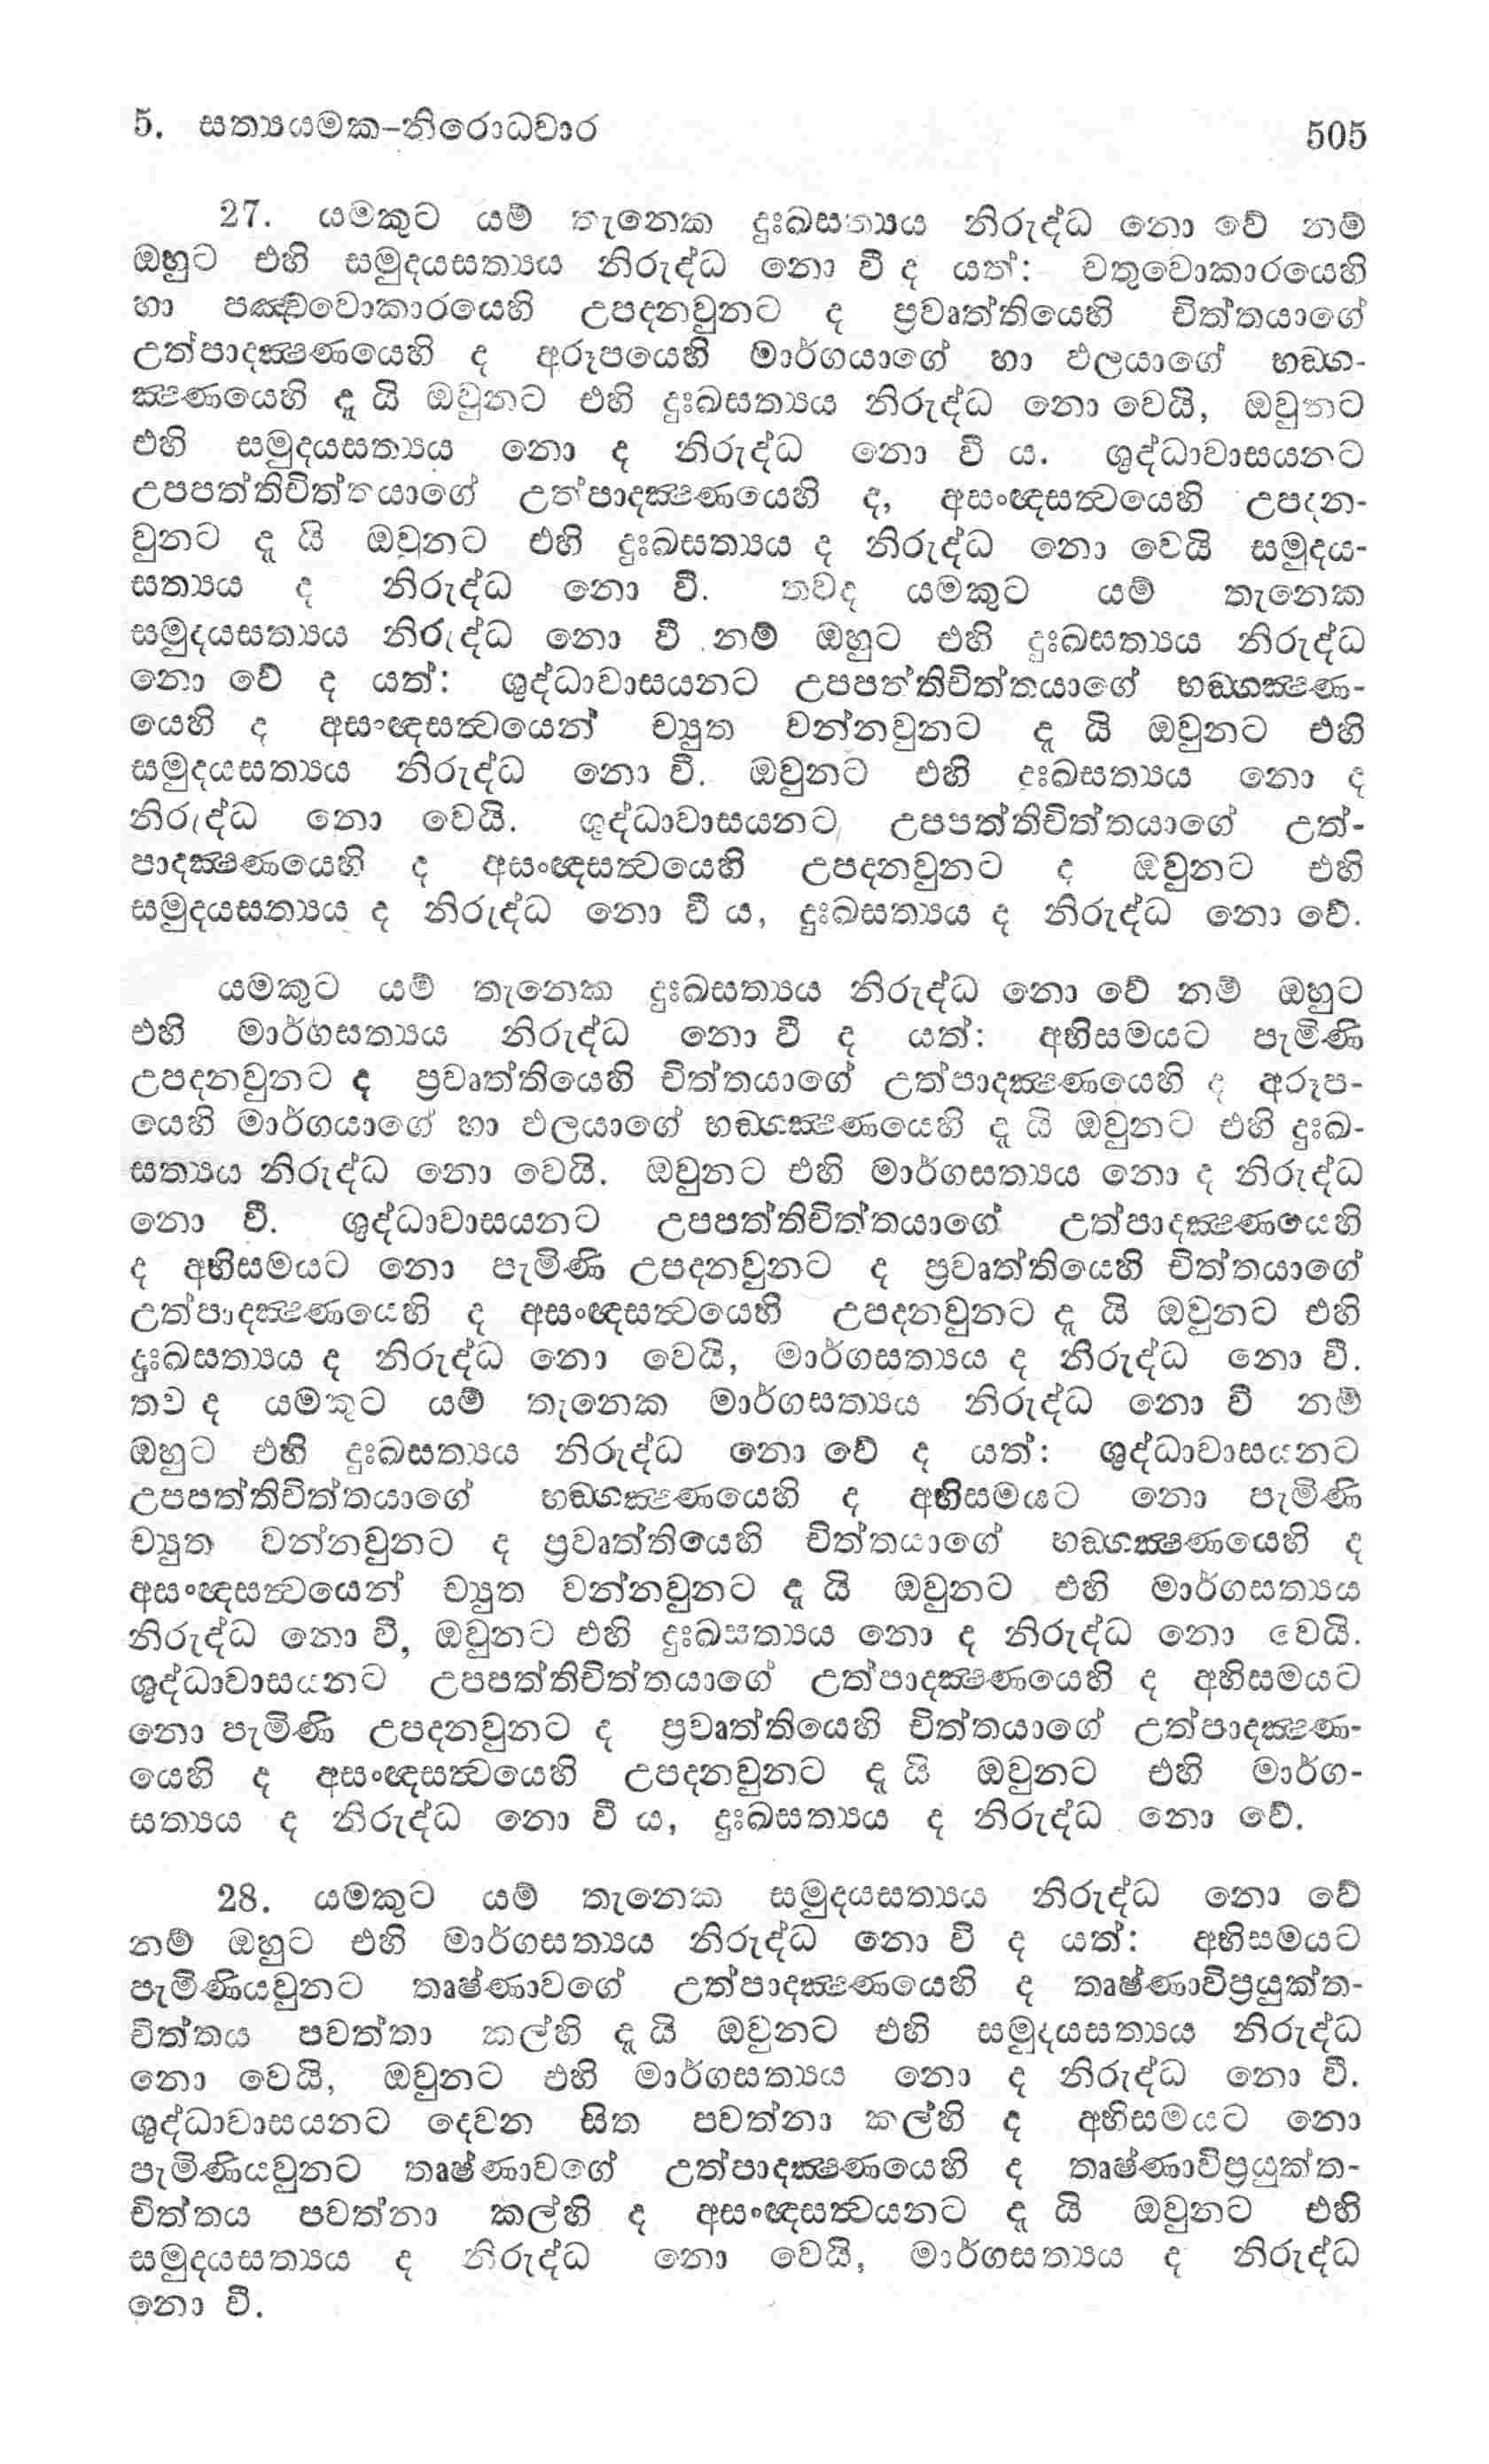 5. සත්‍යයමක-නිරොධවාර 505
27. යමකුට යම් තැනෙක දුඃඛසත්‍යය නිරුද්ධ නො වේ නම්
ඔහුට එහි සමුදයසත්‍යය නිරුද්ධ නො වී ද යත්: චතුවොකාරයෙහි
හා පඤ්චවොකාරයෙහි උපදනවුනට ද ප්‍රවෘත්තියෙහි චිත්තයාගේ
උත්පාදක්‍ෂණයෙහි ද අරූපයෙහි මාර්ගයාගේ හා ඵලයාගේ භඞ්ග-
ක්‍ෂණයෙහි දැ යි ඔවුනට එහි දුඃඛසත්‍යය නිරුද්ධ නො වෙයි, ඔවුනට
එහි සමුදයසත්‍යය නො ද නිරුද්ධ නො වී ය. ශුද්ධාවාසයනට
උපපත්තිචිත්තයාගේ උත්පාදක්‍ෂණයෙහි ද, අසංඥසත්‍වයෙහි උපදන-
වුනට දැ යි ඔවුනට එහි දුඃඛසත්‍යය ද නිරුද්ධ නො වෙයි සමුදය-
සත්‍යය ද නිරුද්ධ නො වී. තවද යමකුට යම් තැනෙක
සමුදයසත්‍යය නිරුද්ධ නො වී නම් ඔහුට එහි දුඃඛසත්‍යය නිරුද්ධ
නො වේ ද යත්: ශුද්ධාවාසයනට උපපත්තිචිත්තයාගේ භඞ්ගක්‍ෂණ-
යෙහි ද අසංඥසත්‍වයෙන් ච්‍යුත වන්නවුනට දැ යි ඔවුනට එහි
සමුදයසත්‍යය නිරුද්ධ නො වී. ඔවුනට එහි දුඃඛසත්‍යය නො ද
නිරුද්ධ නො වෙයි. ශුද්ධාවාසයනට උපපත්තිචිත්තයාගේ උත්-
පාදක්‍ෂණයෙහි ද අසංඥසත්‍වයෙහි උපදනවුනට ද ඔවුනට එහි
සමුදයසත්‍යය ද නිරුද්ධ නො වී ය, දුඃඛසත්‍යය ද නිරුද්ධ නො වේ.
යමකුට යම් තැනෙක දුඃඛසත්‍යය නිරුද්ධ නො වේ නම් ඔහුට
එහි මාර්ගසත්‍යය නිරුද්ධ නො වී ද යත්: අභිසමයට පැමිණි
උපදනවුනට ද ප්‍රවෘත්තියෙහි චිත්තයාගේ උත්පාදක්‍ෂණයෙහි ද අරූප-
යෙහි මාර්ගයාගේ හා ඵලයාගේ භඞ්ගක්‍ෂණයෙහි දැ යි ඔවුනට එහි දුඃඛ-
සත්‍යය නිරුද්ධ නො වෙයි. ඔවුනට එහි මාර්ගසත්‍යය නො ද නිරුද්ධ
නො වී. ශුද්ධාවාසයනට උපපත්තිචිත්තයාගේ උත්පාදක්‍ෂණයෙහි
ද අභිසමයට නො පැමිණි උපදනවුනට ද ප්‍රවෘත්තියෙහි චිත්තයාගේ
උත්පාදක්‍ෂණයෙහි ද අසංඥසත්‍වයෙහි උපදනවුනට දැ යි ඔවුනට එහි
දුඃඛසත්‍යය ද නිරුද්ධ නො වෙයි, මාර්ගසත්‍යය ද නිරුද්ධ නො වී.
තව ද යමකුට යම් තැනෙක මාර්ගසත්‍යය නිරුද්ධ නො වී නම්
ඔහුට එහි දුඃඛසත්‍යය නිරුද්ධ නො වේ ද යත්: ශුද්ධාවාසයනට
උපපත්තිචිත්තයාගේ භඞ්ගක්‍ෂණයෙහි ද අභිසමයට නො පැමිණි
ච්‍යුත වන්නවුනට ද ප්‍රවෘත්තියෙහි චිත්තයාගේ භඞ්ගක්‍ෂණයෙහි ද
අසංඥසත්‍වයෙන් ච්‍යුත වන්නවුනට දැ යි ඔවුනට එහි මාර්ගසත්‍යය
නිරුද්ධ නො වී, ඔවුනට එහි දුඃඛසත්‍යය නො ද නිරුද්ධ නො වෙයි.
ශුද්ධාවාසයනට උපපත්තිචිත්තයාගේ උත්පාදක්‍ෂණයෙහි ද අභිසමයට
නො පැමිණි උපදනවුනට ද ප්‍රවෘත්තියෙහි චිත්තයාගේ උත්පාදක්‍ෂණ-
යෙහි ද අසංඥසත්‍වයෙහි උපදනවුනට දැ යි ඔවුනට එහි මාර්ග-
සත්‍යය ද නිරුද්ධ නො වී ය, දුඃඛසත්‍යය ද නිරුද්ධ නො වේ.
28. යමකුට යම් තැනෙක සමුදයසත්‍යය නිරුද්ධ නො වේ
නම් ඔහුට එහි මාර්ගසත්‍යය නිරුද්ධ නො වී ද යත්: අභිසමයට
පැමිණියවුනට තෘෂ්ණාවගේ උත්පාදක්‍ෂණයෙහි ද තෘෂ්ණාවිප්‍රයුක්ත-
චිත්තය පවත්තා කල්හි දැ යි ඔවුනට එහි සමුදයසත්‍යය නිරුද්ධ
නො වෙයි, ඔවුනට එහි මාර්ගසත්‍යය නො ද නිරුද්ධ නො වී.
ශුද්ධාවාසයනට දෙවන සිත පවත්නා කල්හි ද අභිසමයට නො
පැමිණියවුනට තෘෂ්ණාවගේ උත්පාදක්‍ෂණයෙහි ද තෘෂ්ණාවිප්‍රයුක්ත-
චිත්තය පවත්නා කල්හි ද අසංඥසත්‍වයනට දැ යි ඔවුනට එහි
සමුදයසත්‍යය ද නිරුද්ධ නො වෙයි, මාර්ගසත්‍යය ද නිරුද්ධ
නො වී.